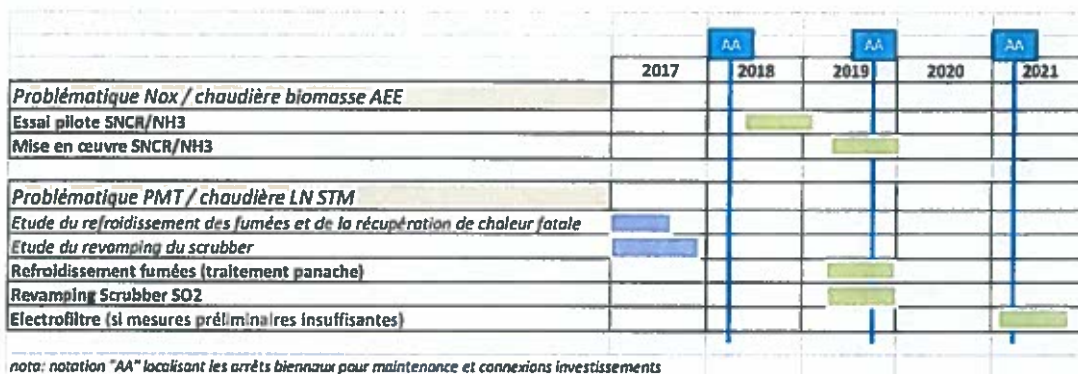 AA AA AA
2017 2018 2019 2020 2021
Problématique Nox / chaudière biomasse AEE
Essai pilote SNCR/NH3
Mise en œuvre SNCR/NH3
Problématique PMT / chaudière LN STM
Etude du refroidissement des fumées et de la récupération de chaleur fatale
Etude du revamping du scrubber
Refroidissement fumées (traitement panache)
Revamping Scrubber SO2
Electrofiltre (si mesures préliminaires insuffisantes)
nota: notation "AA" localisant les arrêts biennaux pour maintenance et connexions investissements